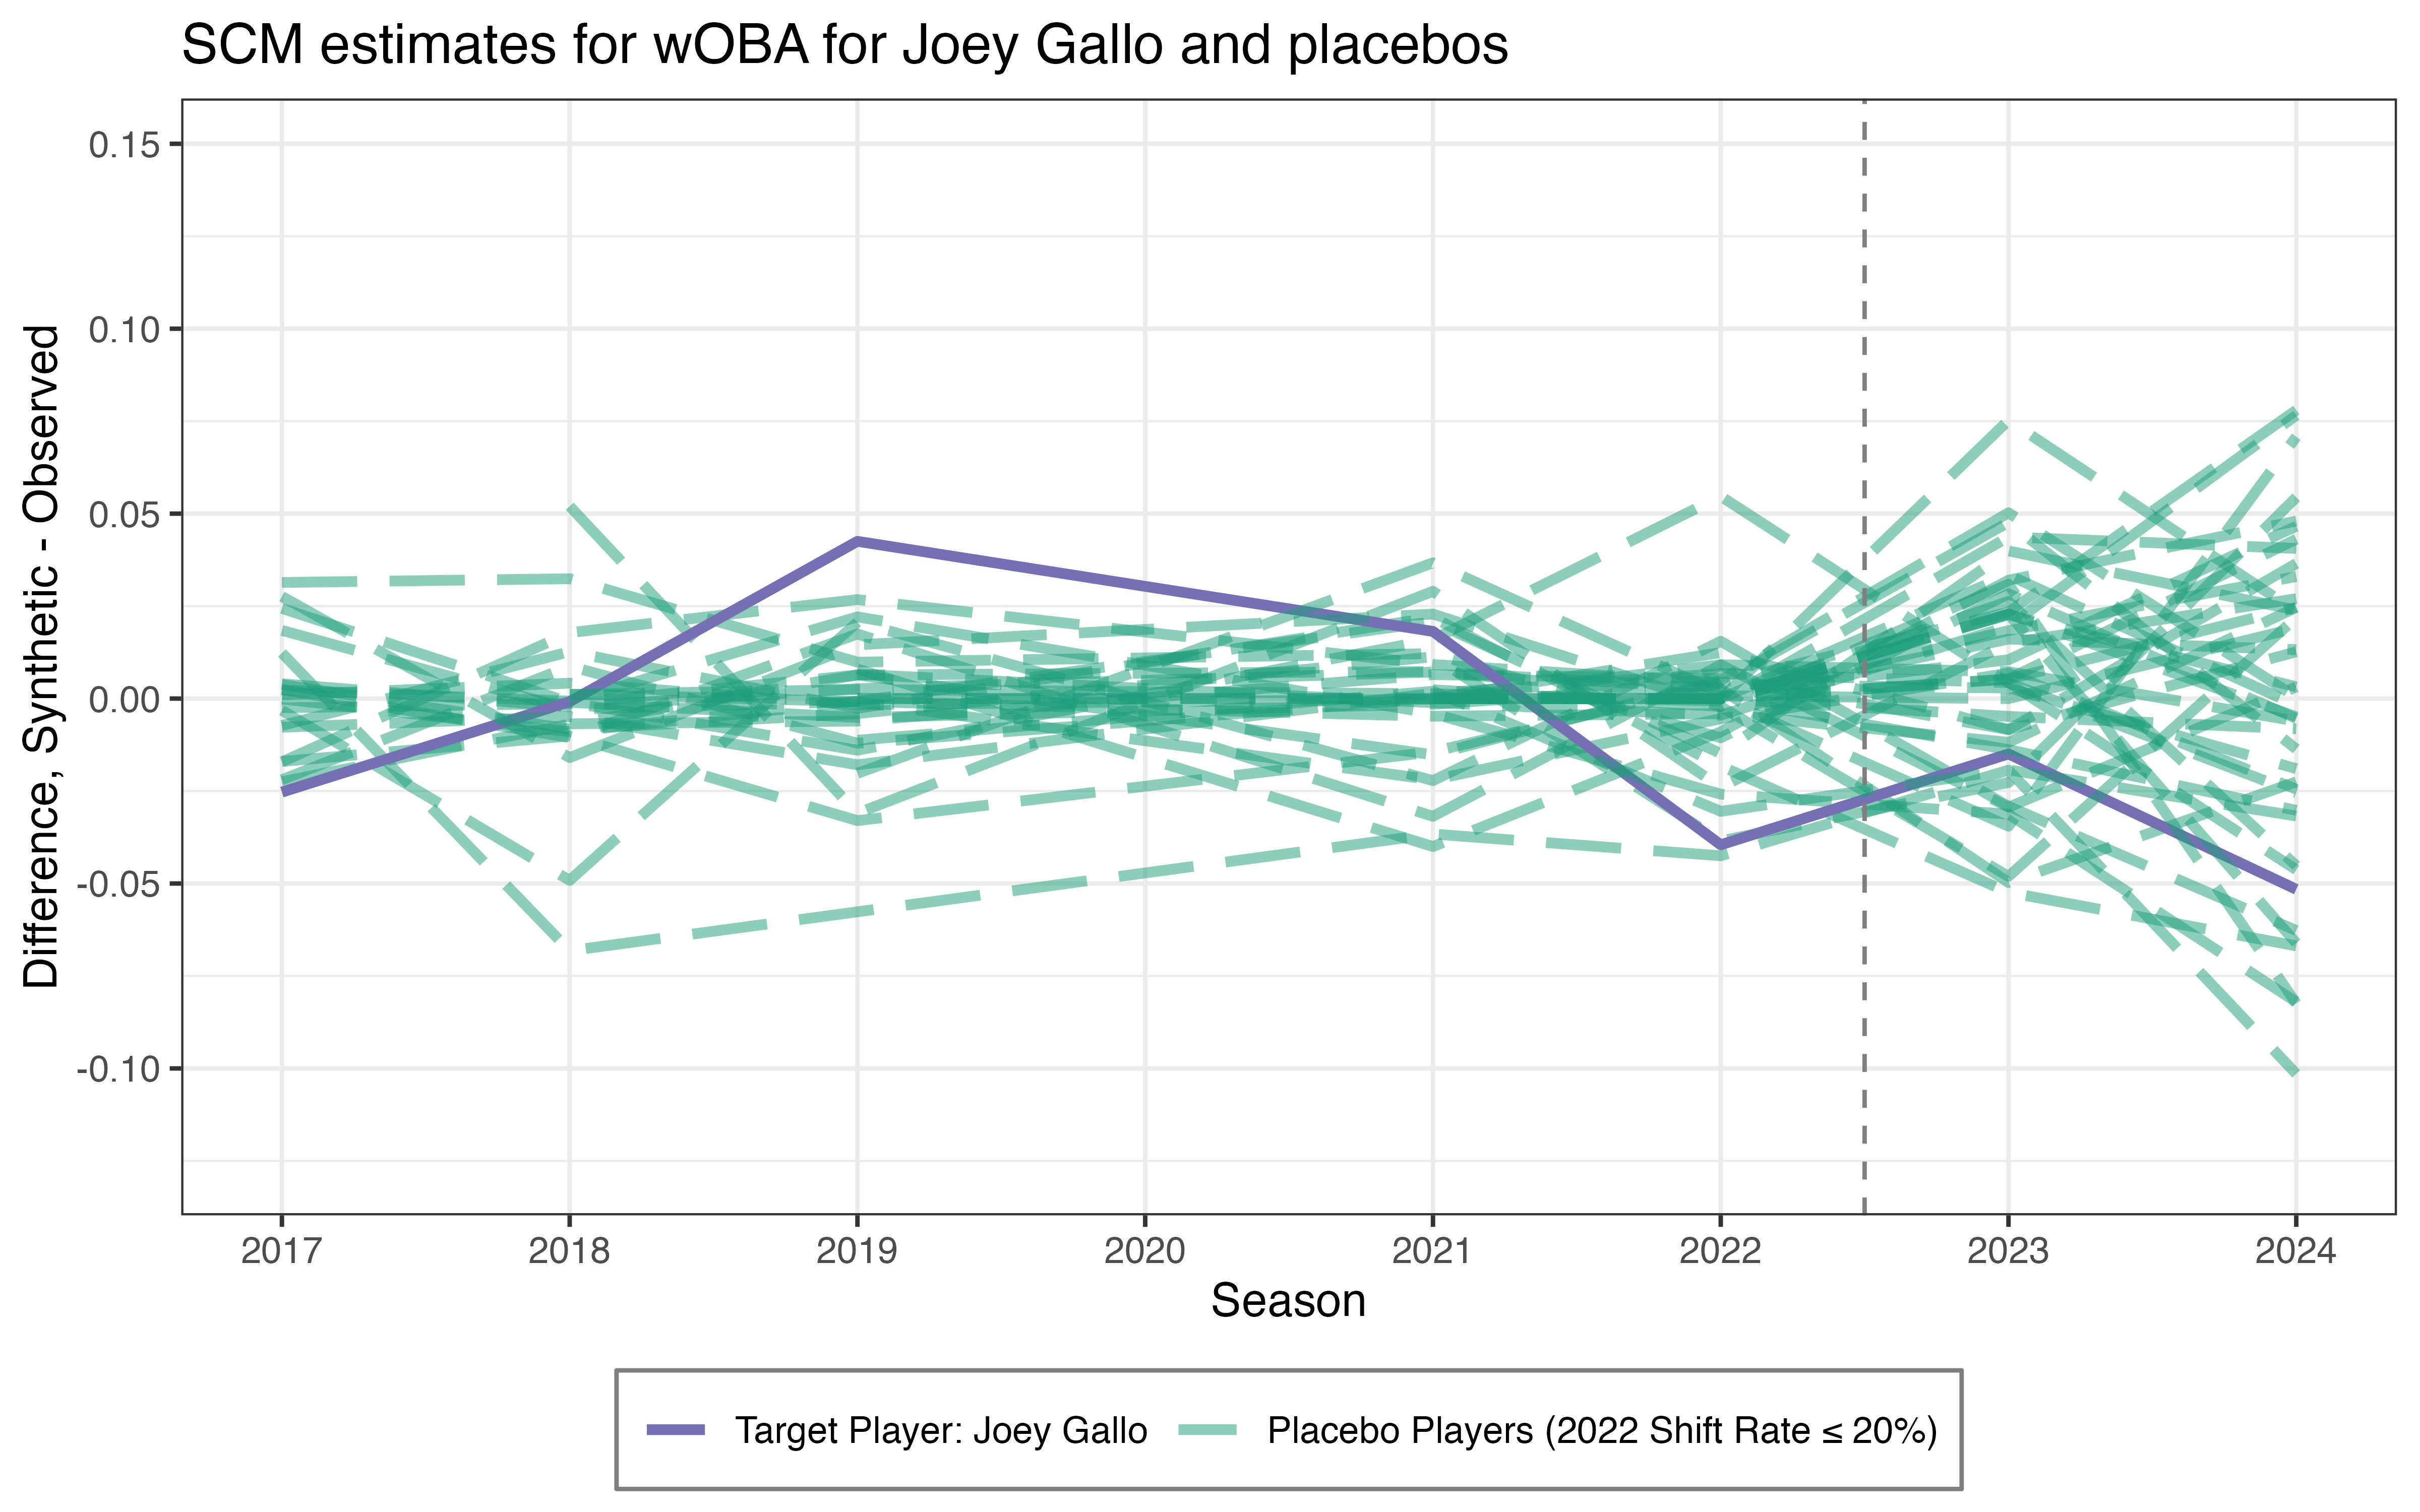 SCM estimates for wOBA for Joey Gallo and placebos
Difference, Synthetic - Observed
0.15
0.10
0.05
0.00
-0.05
-0.10
2017 2018 2019 2020 2021 2022 2023 2024
Season
Target Player: Joey Gallo Placebo Players (2022 Shift Rate ≤ 20%)